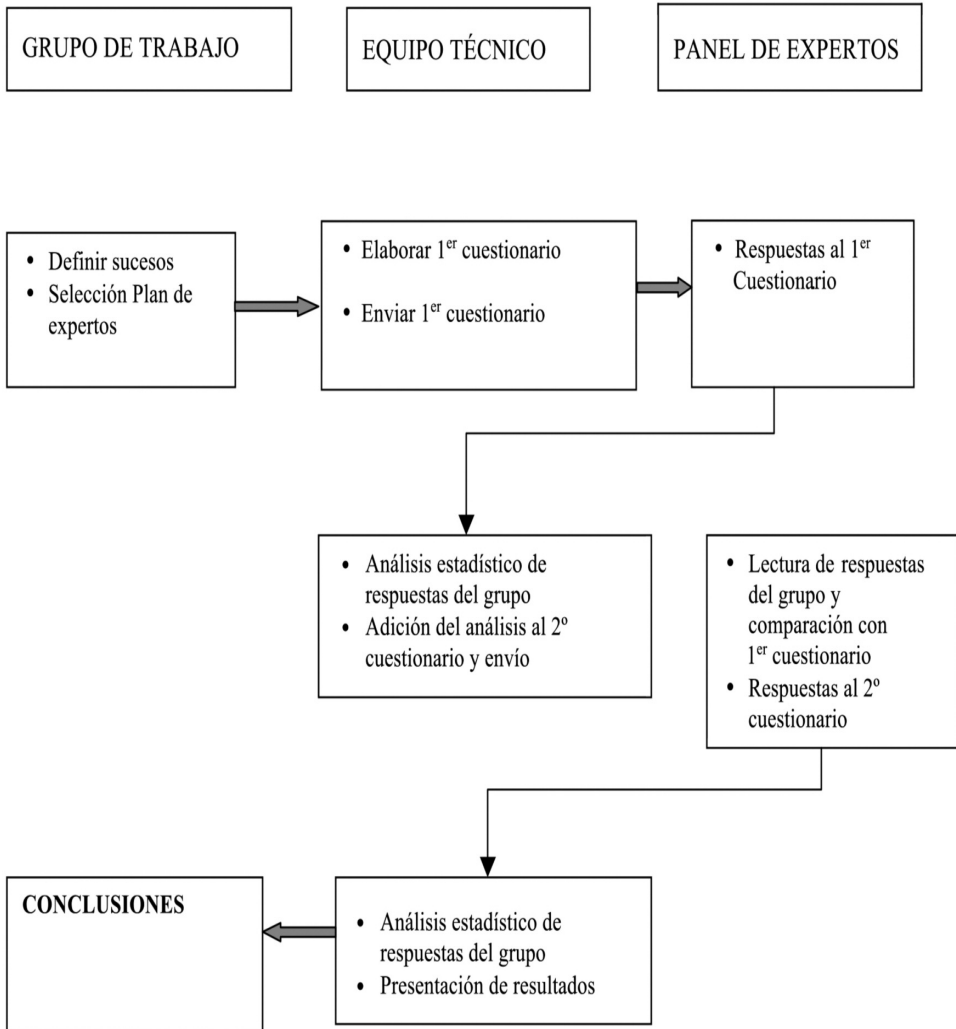 GRUPO DE TRABAJO
EQUIPO TÉCNICO
PANEL DE EXPERTOS
• Definir sucesos
• Selección Plan de
expertos
• Elaborar 1er cuestionario
• Enviar 1er cuestionario
• Respuestas al 1er
Cuestionario
• Análisis estadístico de
respuestas del grupo
• Adición del análisis al 2º
cuestionario y envío
• Lectura de respuestas
del grupo y
comparación con
1er cuestionario
• Respuestas al 2º
cuestionario
CONCLUSIONES
• Análisis estadístico de
respuestas del grupo
• Presentación de resultados